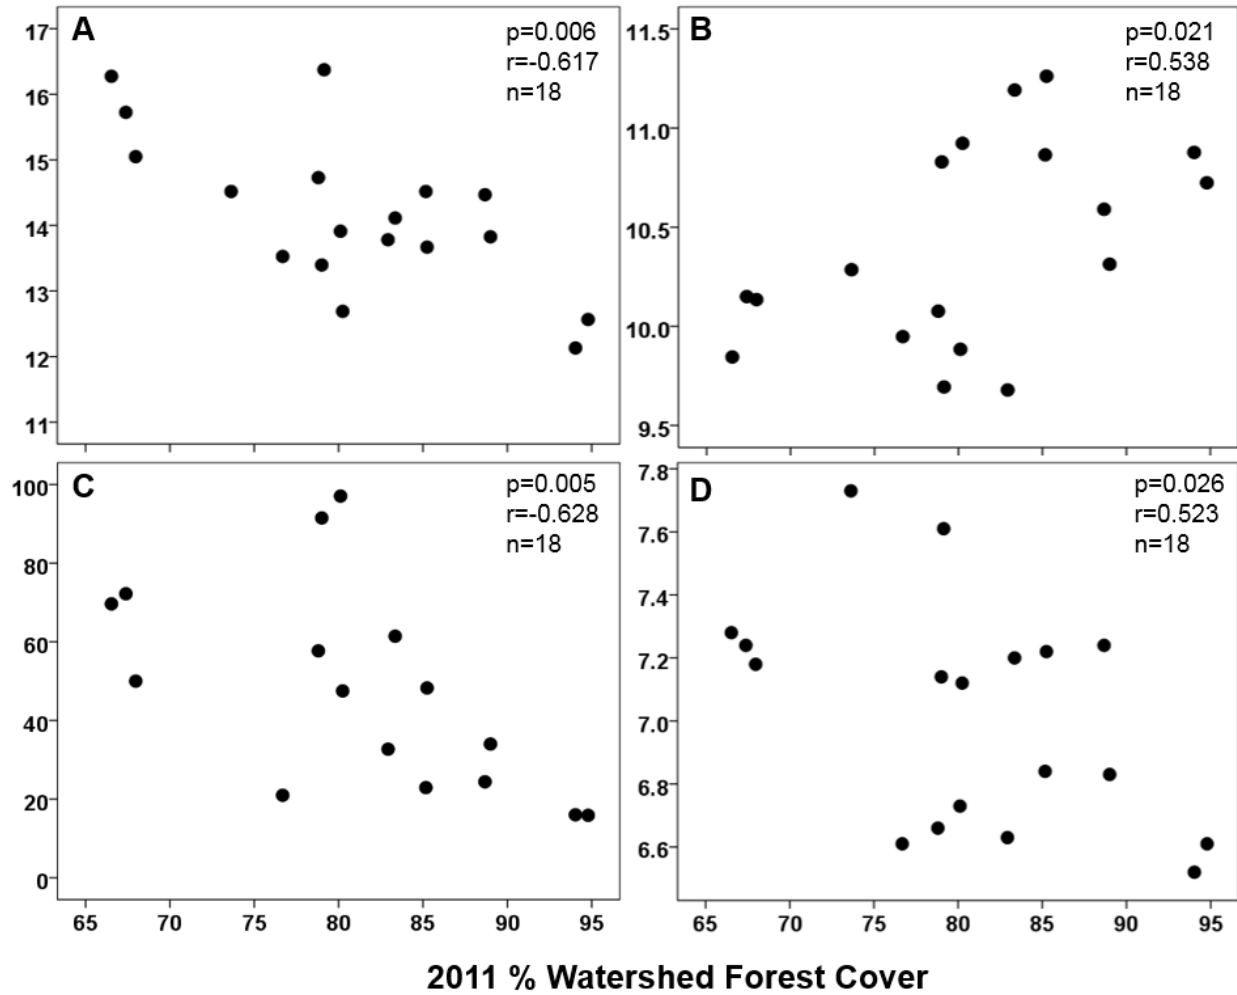 A
p=0.006
r=-0.617
n=18
17
16
15
14
13
12
11
B
p=0.021
r=0.538
n=18
11.5
11.0
10.5
10.0
9.5
C
p=0.005
r=-0.628
n=18
100
80
60
40
20
0
65 70 75 80 85 90 95
D
p=0.026
r=0.523
n=18
7.8
7.6
7.4
7.2
7.0
6.8
6.6
65 70 75 80 85 90 95
2011 % Watershed Forest Cover